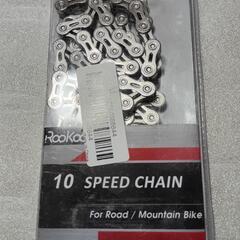 RooKoo
10 SPEED CHAIN
For Road / Mountain Bike